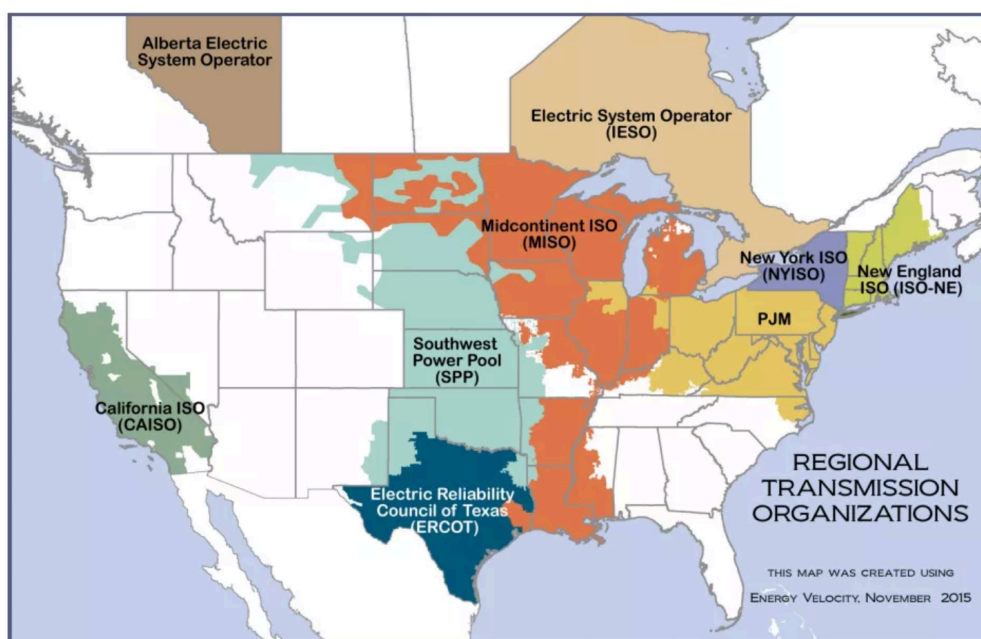 Alberta Electric
System Operator
Electric System Operator
(IESO)
Midcontinent ISO
(MISO)
New York ISO
(NYISO)
New England
ISO (ISO-NE)
PJM
Southwest
Power Pool
(SPP)
California ISO
(CAISO)
Electric Reliability
Council of Texas
(ERCOT)
REGIONAL
TRANSMISSION
ORGANIZATIONS
THIS MAP WAS CREATED USING
ENERGY VELOCITY, NOVEMBER 2015